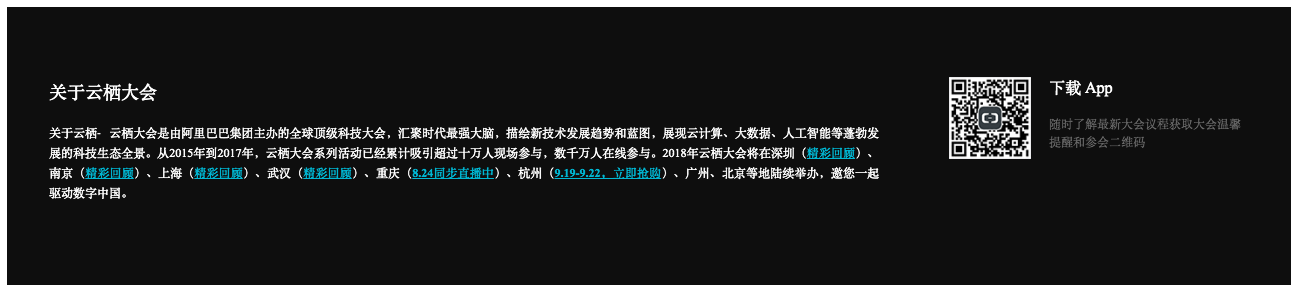 关于云栖大会
关于云栖-   云栖大会是由阿里巴巴集团主办的全球顶级科技大会，汇聚时代最强大脑，描绘新技术发展趋势和蓝图，展现云计算、大数据、人工智能等蓬勃发
展的科技生态全景。从2015年到2017年，云栖大会系列活动已经累计吸引超过十万人现场参与，数千万人在线参与。2018年云栖大会将在深圳（精彩回顾）、
南京（精彩回顾）、上海（精彩回顾）、武汉（精彩回顾）、重庆（8.24同步直播中）、杭州（9.19-9.22，立即抢购）、广州、北京等地陆续举办，邀您一起
驱动数字中国。
下载 App
随时了解最新大会议程获取大会温馨
提醒和参会二维码